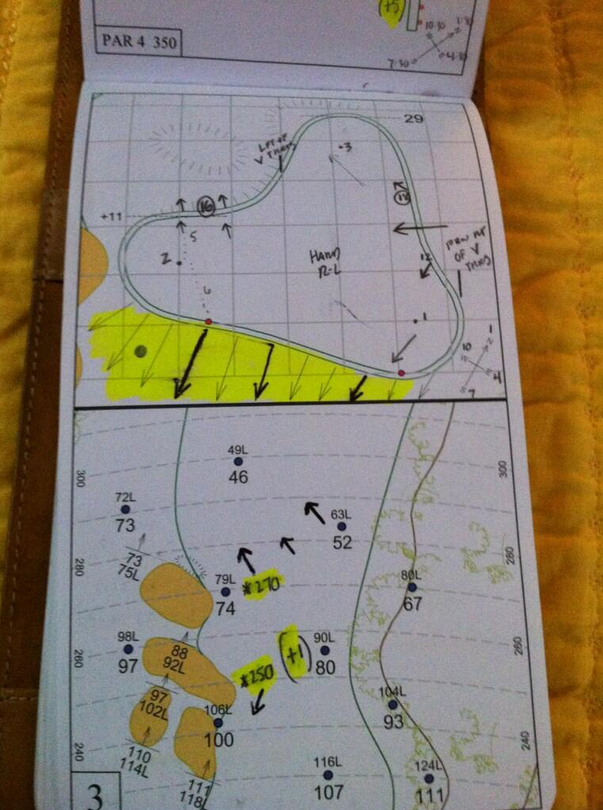 +5
10:30
1:30
PAR 4 350
7:30
4:30
29
LEFT OF
V THIRDS
3
16
+11
5
2
HARD
R-L
12
OF V
THIRDS
6
1
10
1
4
7
300
300
49L
46
72L
73
63L
52
73
75L
280
280
79L
74
*270
80L
67
98L
97
88
92L
90L
80
(+1)
260
260
*250
97
102L
106L
100
104L
93
110
114L
240
240
116L
107
124L
111
111
118L
3